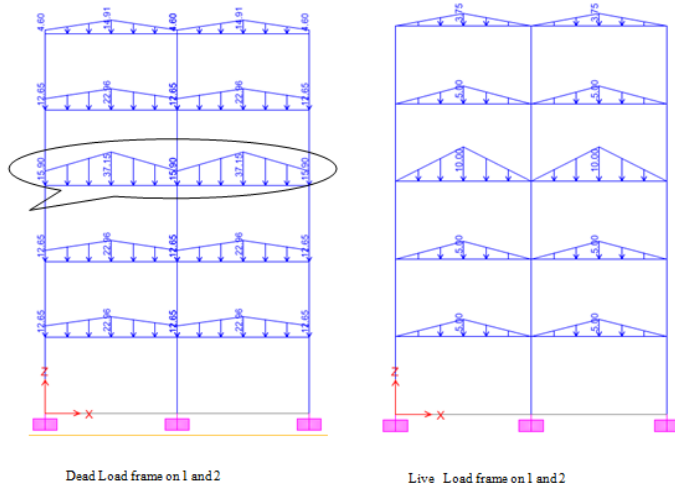 4.60 14.91 4.60 14.91 4.60
12.65 22.96 12.65 22.96 12.65
15.90 37.15 15.90 37.15 15.90
12.65 22.96 12.65 22.96 12.65
12.65 22.96 12.65 22.96 12.65
Z
X
Dead Load frame on 1 and 2
3.75 3.75
5.00 5.00
10.00 10.00
5.00 5.00
5.00 5.00
Z
X
Live Load frame on 1 and 2